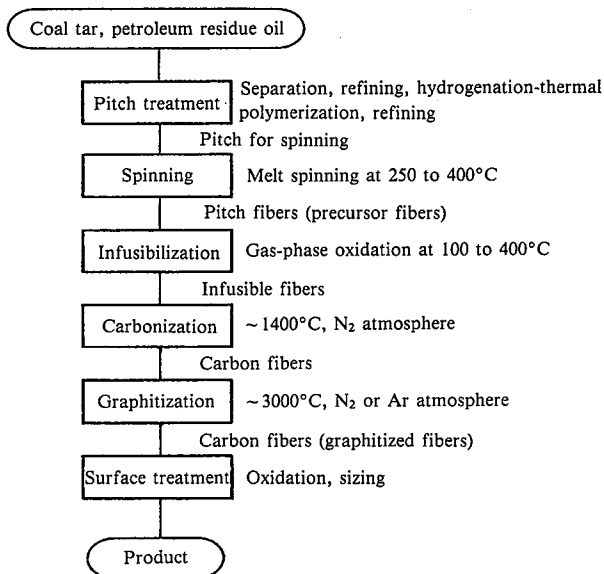 Coal tar, petroleum residue oil
Pitch treatment
Separation, refining, hydrogenation-thermal
polymerization, refining
Pitch for spinning
Spinning
Melt spinning at 250 to 400°C
Pitch fibers (precursor fibers)
Infusibilization
Gas-phase oxidation at 100 to 400°C
Infusible fibers
Carbonization
~1400°C, N₂ atmosphere
Carbon fibers
Graphitization
~3000°C, N₂ or Ar atmosphere
Carbon fibers (graphitized fibers)
Surface treatment
Oxidation, sizing
Product